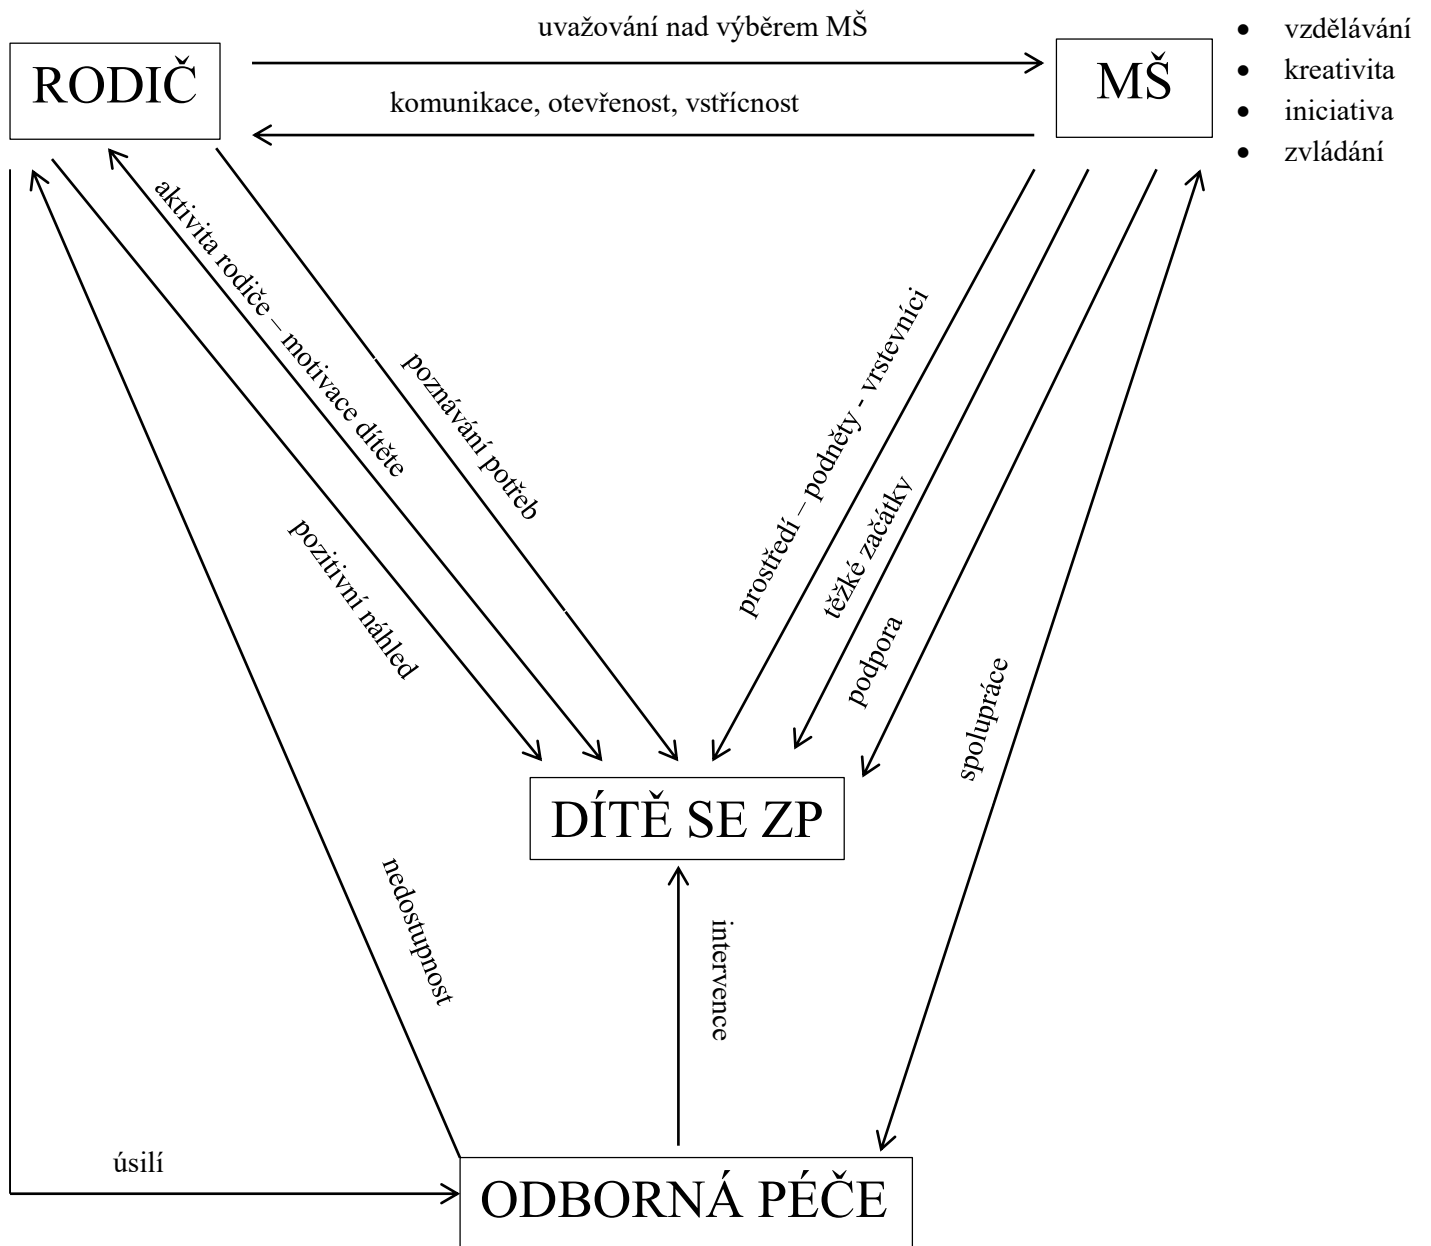 uvažování nad výběrem MŠ
RODIČ
MŠ
komunikace, otevřenost, vstřícnost
• vzdělávání
• kreativita
• iniciativa
• zvládání
aktivita rodiče – motivace dítěte
poznávání potřeb
pozitivní náhled
prostředí – podněty - vrstevníci
těžké začátky
podpora
spolupráce
DÍTĚ SE ZP
nedostupnost
intervence
úsilí
ODBORNÁ PÉČE